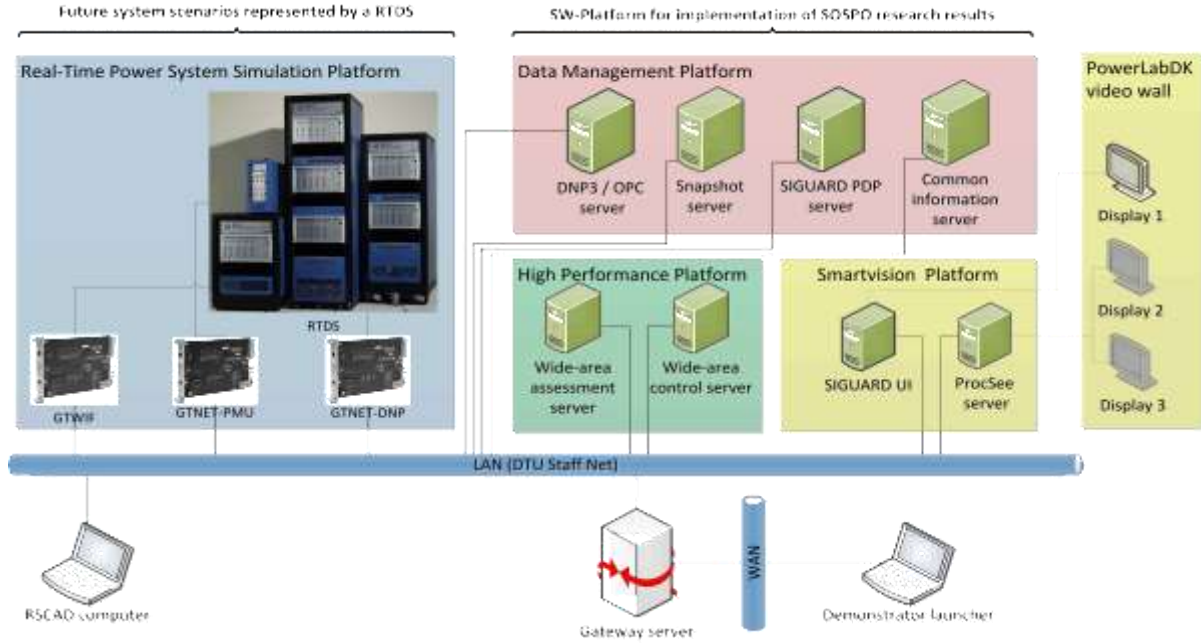 Future system scenarios represented by a RTDS
SW-Platform for implementation of SOSPO research results
Real-Time Power System Simulation Platform
RTDS
GTWIF
GTNET-PMU
GTNET-DNP
Data Management Platform
DNP3 / OPC
server
Snapshot
server
SIGUARD PDP
server
Common
information
server
High Performance Platform
Wide-area
assessment
server
Wide-area
control server
Smartvision Platform
SIGUARD UI
ProcSee
server
PowerLabDK
video wall
Display 1
Display 2
Display 3
LAN (DTU Staff Net)
RSCAD computer
Gateway server
WAN
Demonstrator launcher